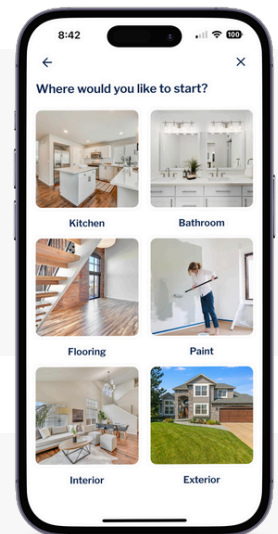 8:42
100
Where would you like to start?
Kitchen Bathroom
Flooring Paint
Interior Exterior